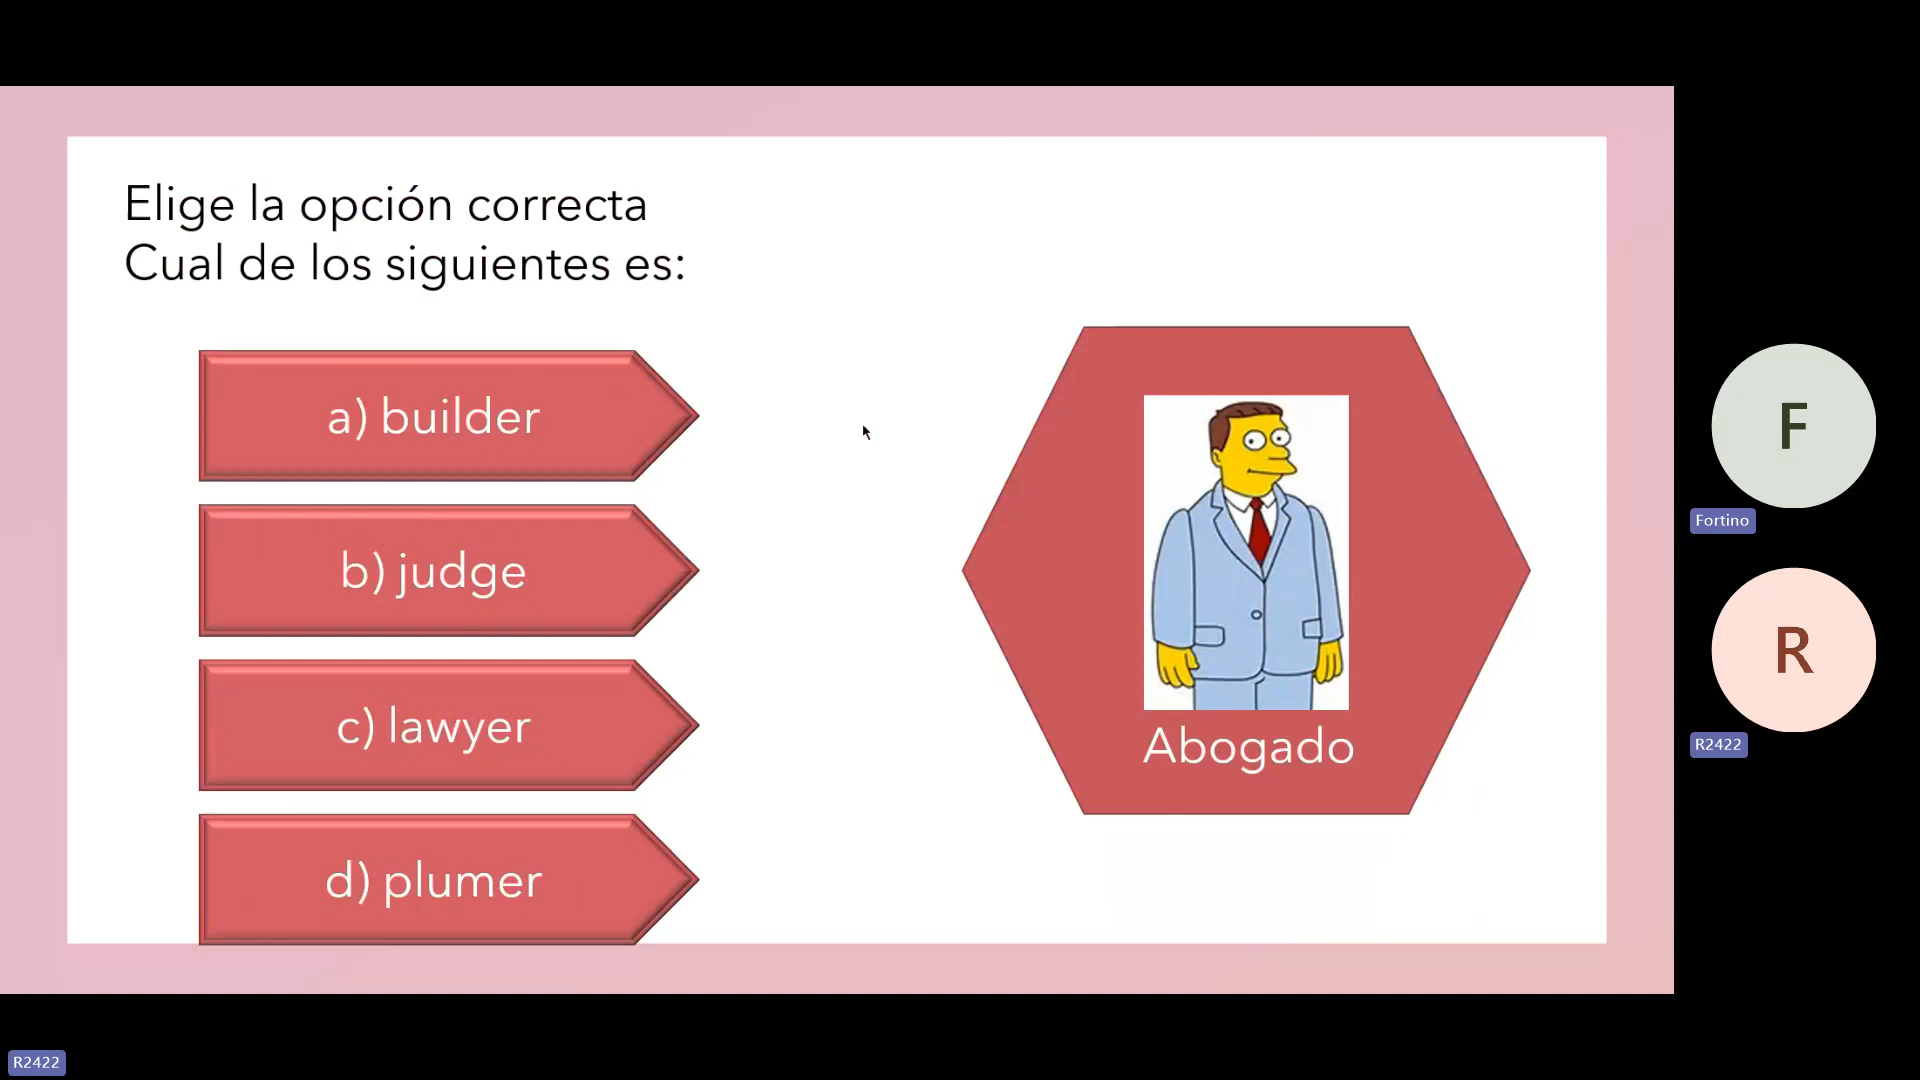 Elige la opción correcta
Cual de los siguientes es:
a) builder
b) judge
c) lawyer
d) plumer
Abogado
F
Fortino
R
R2422
R2422